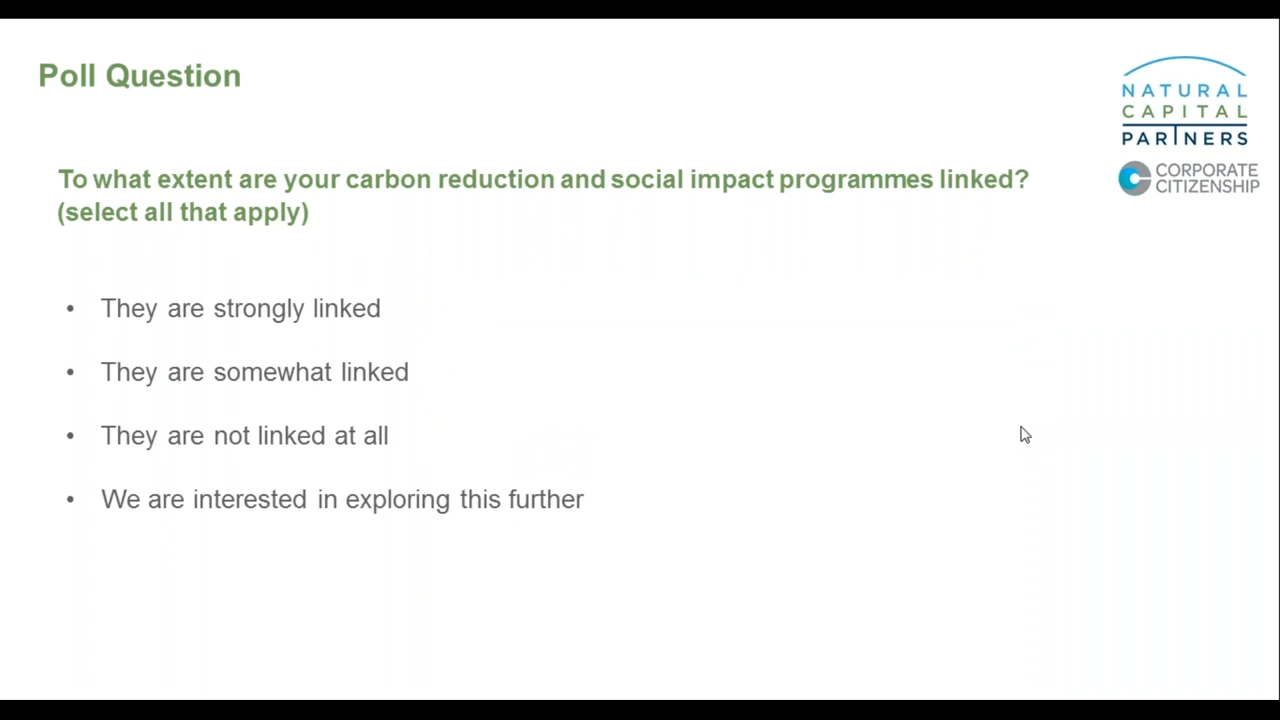 Poll Question
NATURAL
CAPITAL
PARTNERS
CORPORATE
CITIZENSHIP
To what extent are your carbon reduction and social impact programmes linked?
(select all that apply)
• They are strongly linked
• They are somewhat linked
• They are not linked at all
• We are interested in exploring this further